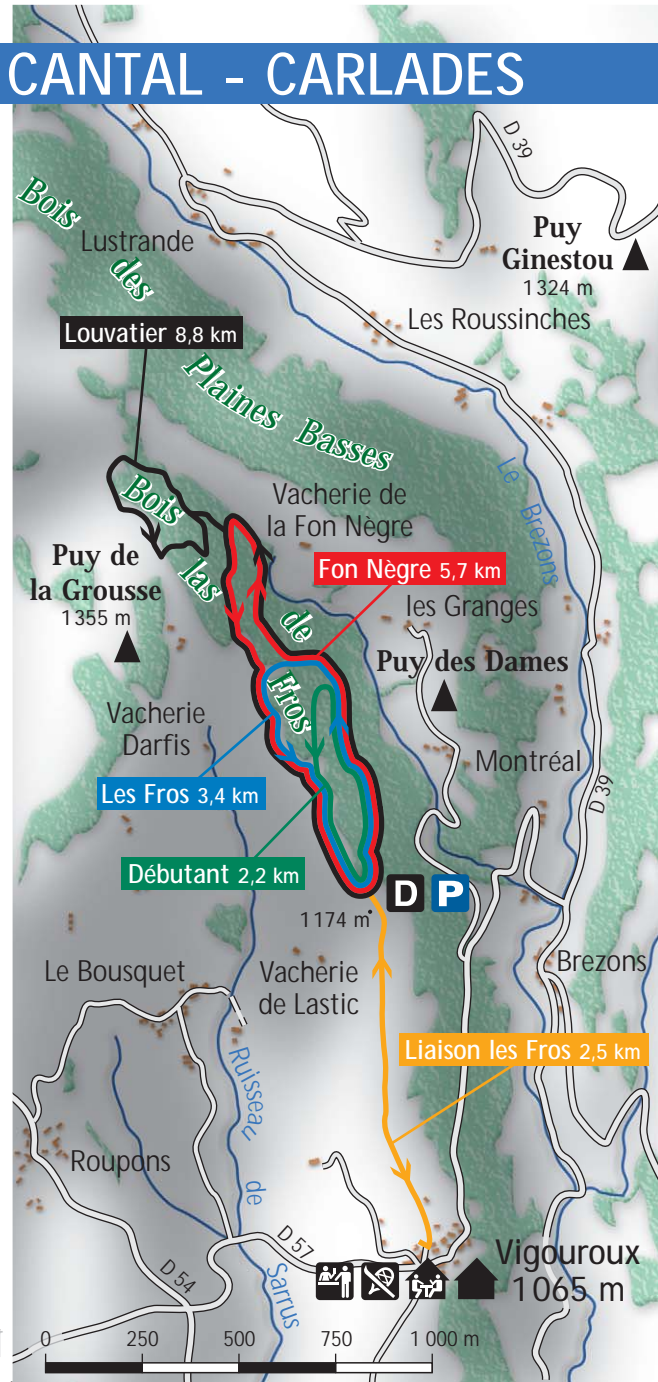 CANTAL - CARLADES
D 39
Bois
des
Plaines Basses
Lustrande
Puy
Ginestou
1324 m
Les Roussinches
Louvatier 8,8 km
Le Brezons
Bois
las
de
Fros
Vacherie de
la Fon Nègre
Fon Nègre 5,7 km
Puy de
la Grousse
1355 m
les Granges
Puy des Dames
Vacherie
Darfis
Montréal
D 39
Les Fros 3,4 km
Débutant 2,2 km
D P
1174 m
Brezons
Le Bousquet
Vacherie
de Lastic
Liaison les Fros 2,5 km
Ruisseau de
Sarrus
Roupons
D 57
D 54
Vigouroux
1065 m
0 250 500 750 1 000 m